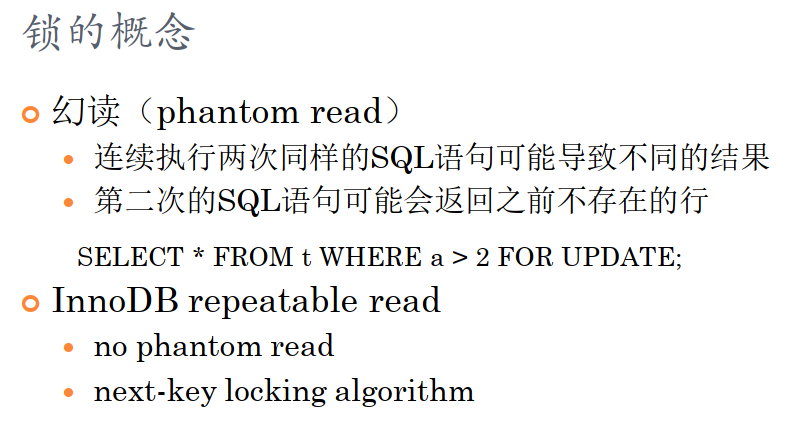 锁的概念
幻读（phantom read）
连续执行两次同样的SQL语句可能导致不同的结果
第二次的SQL语句可能会返回之前不存在的行
SELECT * FROM t WHERE a > 2 FOR UPDATE;
InnoDB repeatable read
no phantom read
next-key locking algorithm